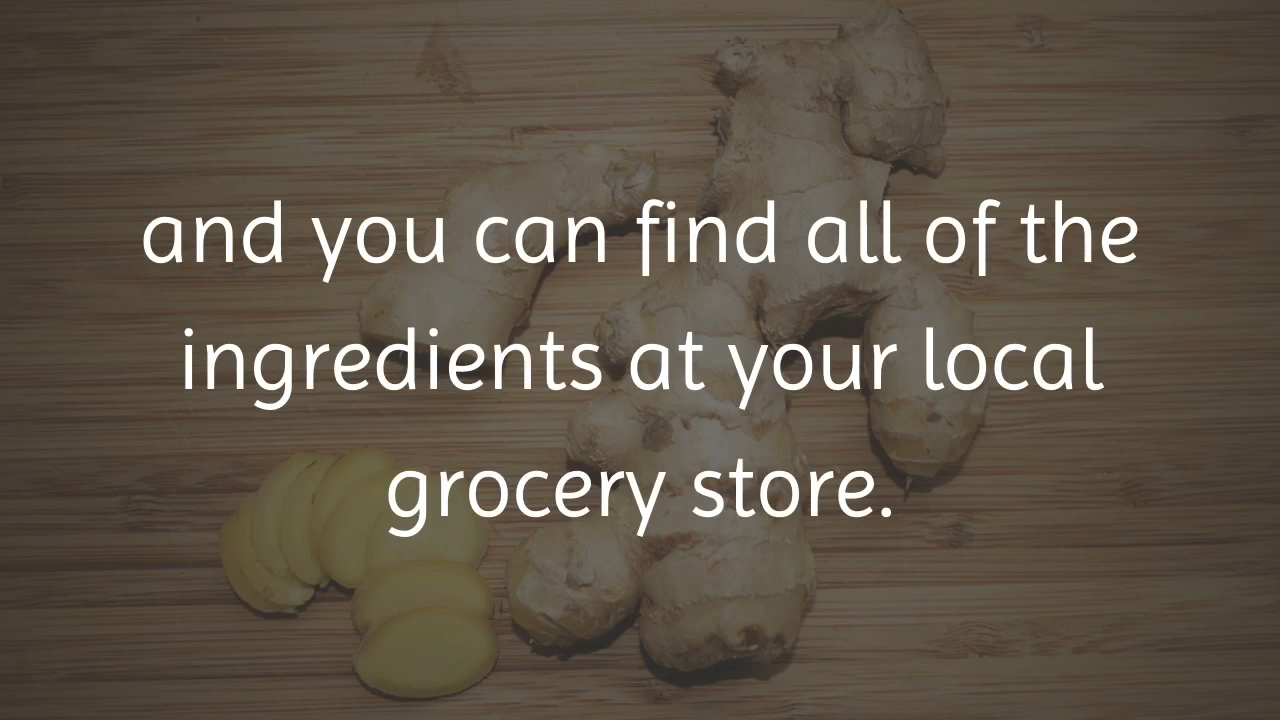 and you can find all of the
ingredients at your local
grocery store.